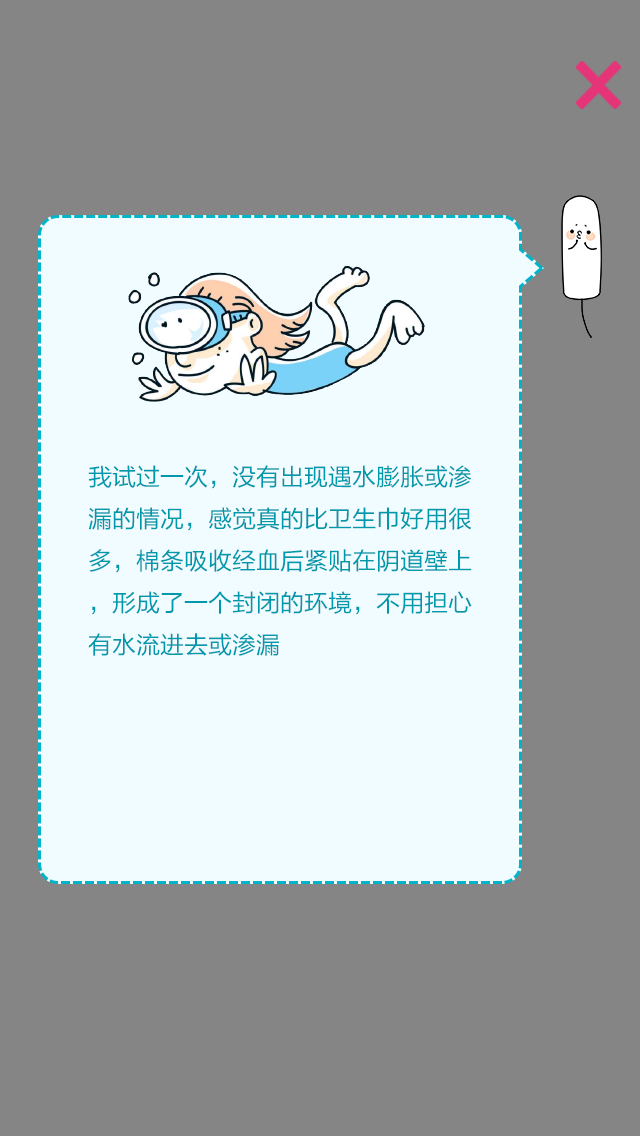 我试过一次，没有出现遇水膨胀或渗
漏的情况，感觉真的比卫生巾好用很
多，棉条吸收经血后紧贴在阴道壁上
，形成了一个封闭的环境，不用担心
有水流进去或渗漏